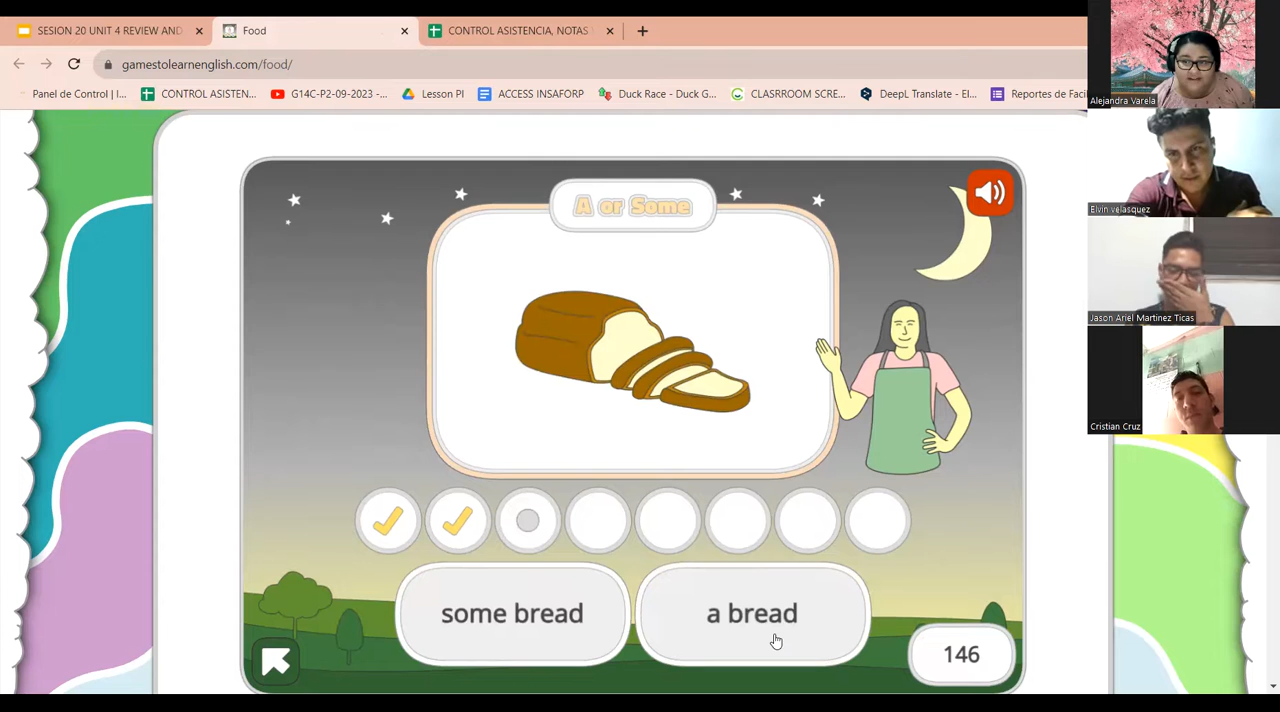 SESION 20 UNIT 4 REVIEW AND
Food
CONTROL ASISTENCIA, NOTAS
gamestolearnenglish.com/food/
Panel de Control | I...
CONTROL ASISTEN...
G14C-P2-09-2023 -...
Lesson Pl
ACCESS INSAFORP
Duck Race - Duck G...
CLASRROOM SCRE...
DeepL Translate - El...
Reportes de Facil
Alejandra Varela
Elvin velasquez
Jason Ariel Martinez Ticas
Cristian Cruz
A or Some
some bread
a bread
146